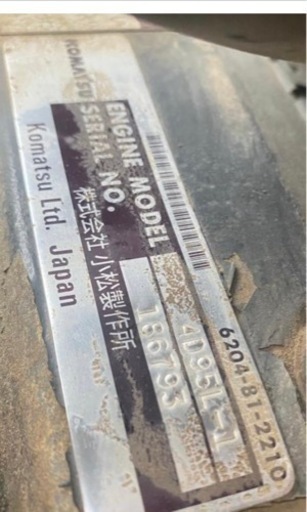 KOMATSU
ENGINE MODEL 4D95L-1
SERIAL NO. 186795
株式会社 小松製作所
Komatsu Ltd. Japan
6204-81-2210